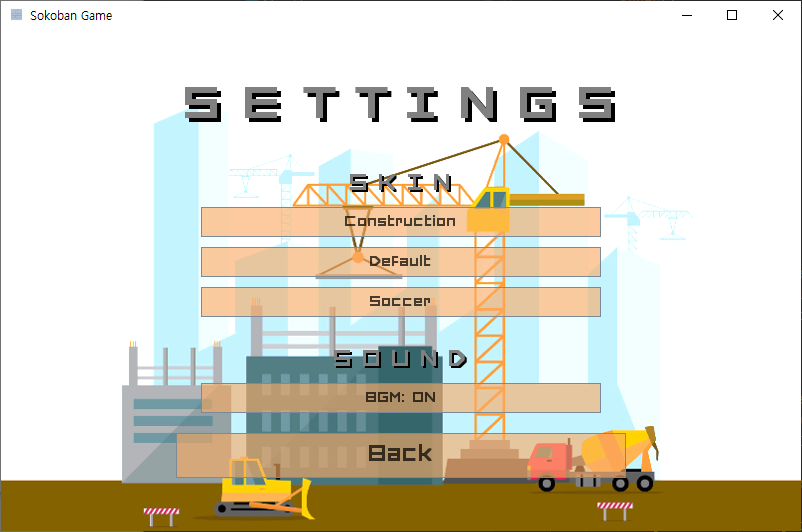 Sokoban Game
SETTINGS
SKIN
Construction
Default
Soccer
SOUND
BGM: ON
Back